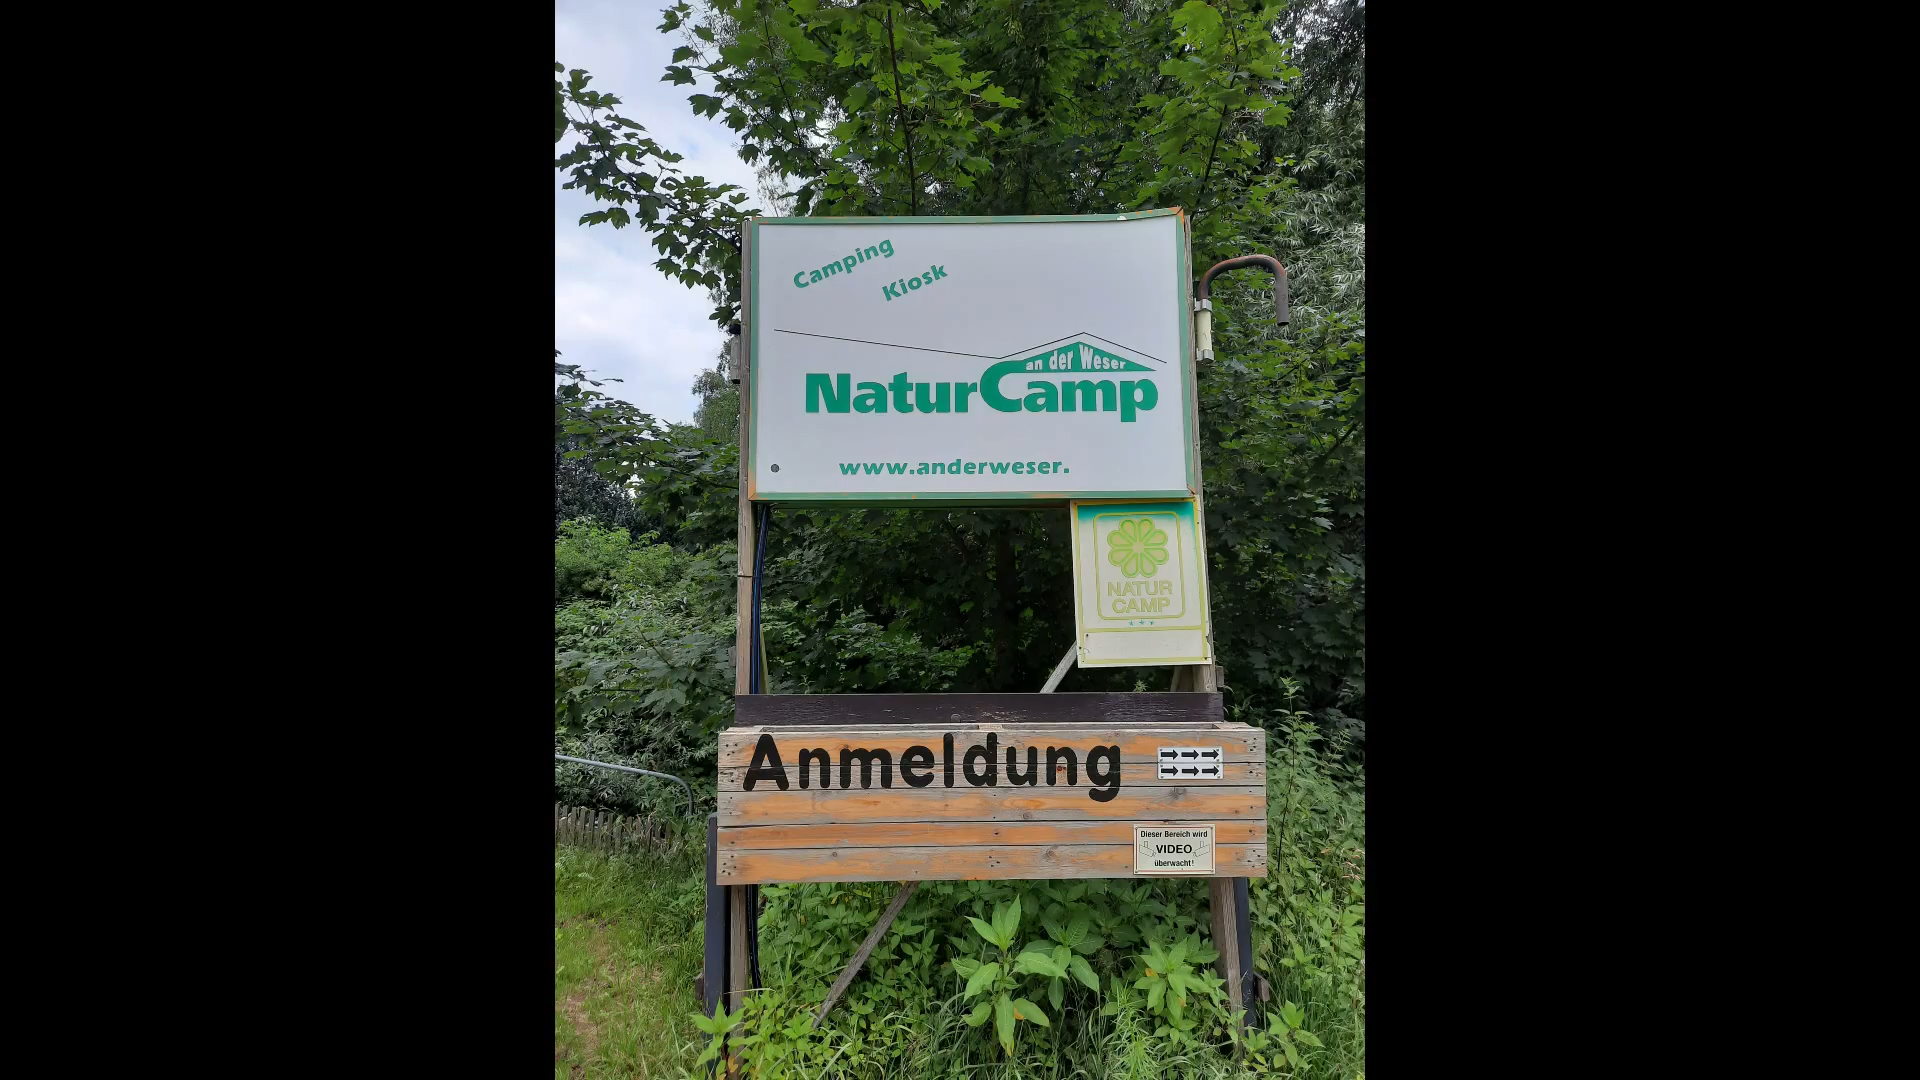 Camping
Kiosk
an der Weser
NaturCamp
www.anderweser.
NATUR
CAMP
Anmeldung
Dieser Bereich wird
VIDEO
überwacht!